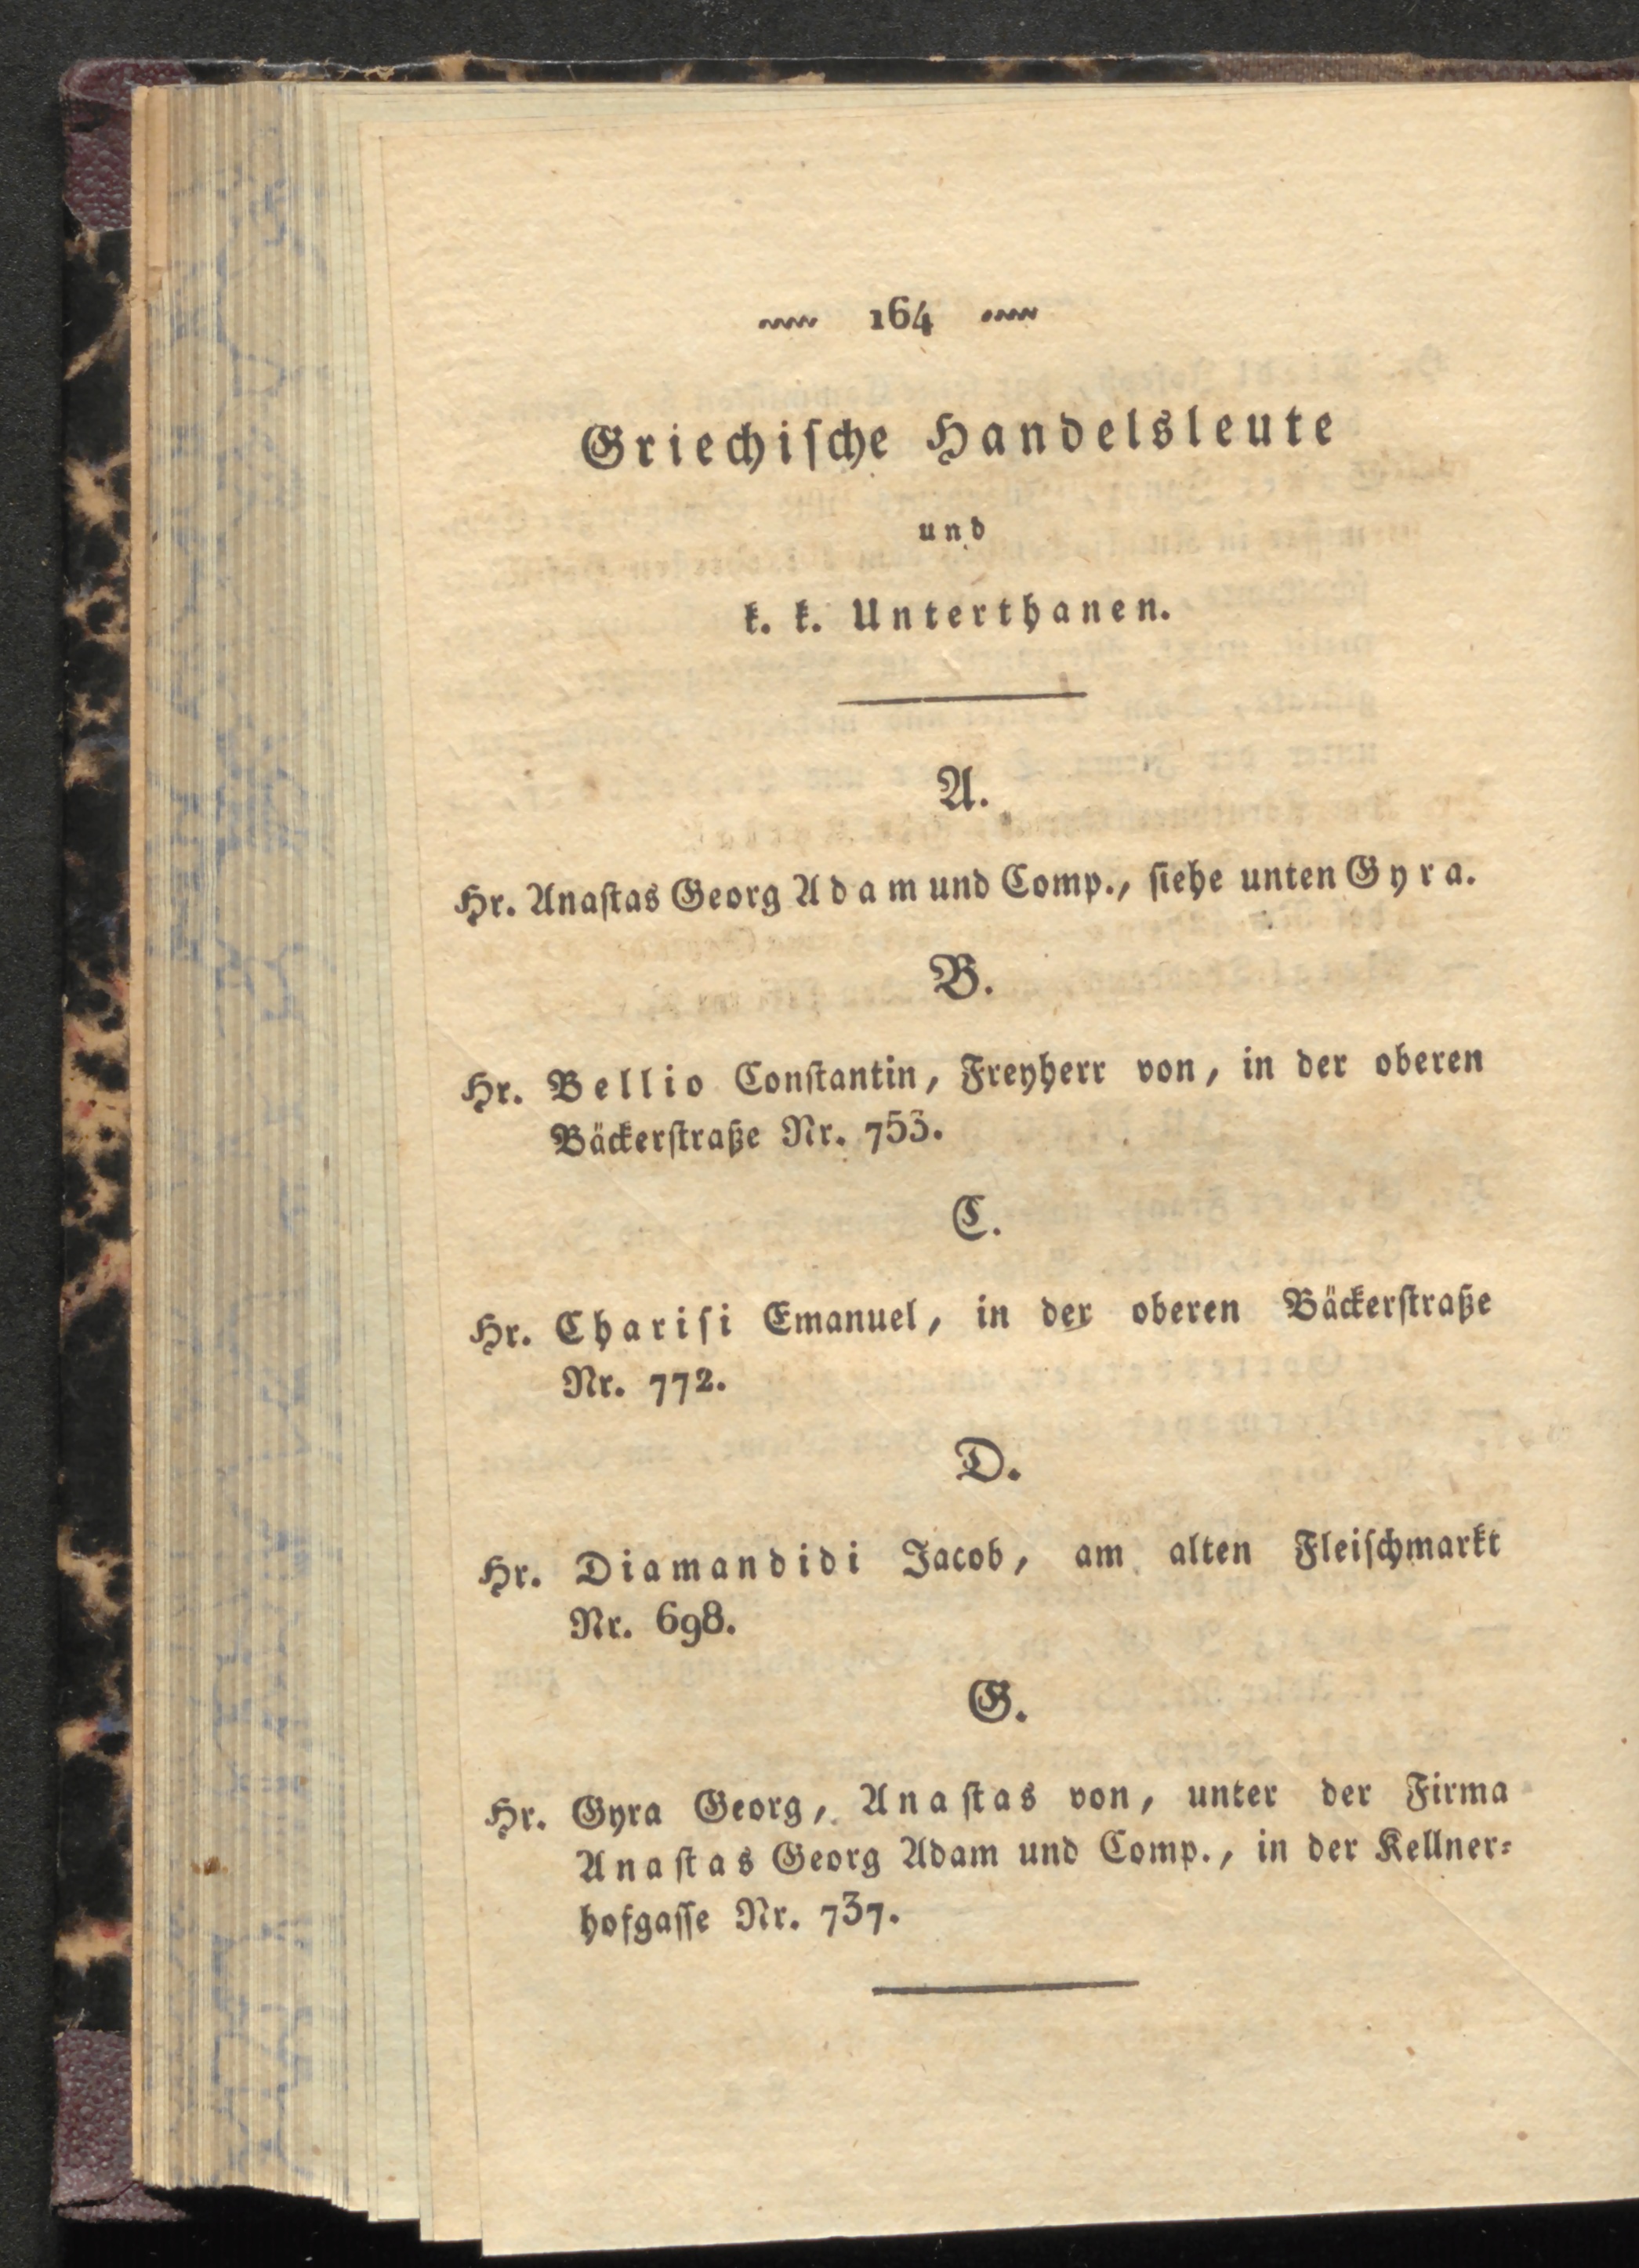 164
Griechiſche Handelsleute
und
k. k. Unterthanen.
A.
Hr. Anaſtas Georg Adam und Comp., ſiehe unten Gyra.
B.
Hr. Bellio Conſtantin, Freyherr von, in der oberen
Bäckerſtraße Nr. 753.
C.
Hr. Chariſi Emanuel, in der oberen Bäckerſtraße
Nr. 772.
D.
Hr. Diamandidi Jacob, am alten Fleiſchmarkt
Nr. 698.
G.
Hr. Gyra Georg, Anaſtas von, unter der Firma
Anaſtas Georg Adam und Comp., in der Kellner⸗
hofgaſſe Nr. 737.